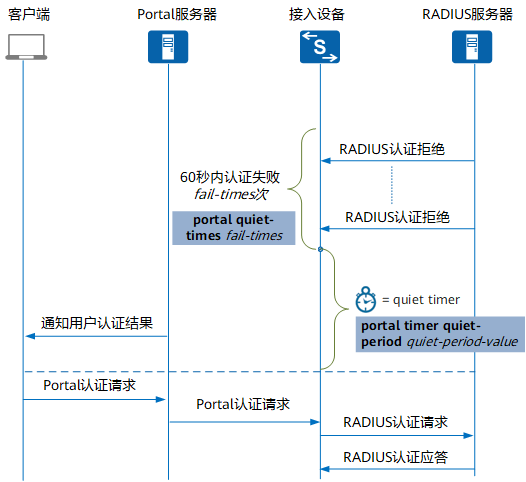 客户端
Portal服务器
接入设备
RADIUS服务器
RADIUS认证拒绝
60秒内认证失败
fail-times次
portal quiet-
times fail-times
RADIUS认证拒绝
= quiet timer
portal timer quiet-
period quiet-period-value
通知用户认证结果
Portal认证请求
Portal认证请求
RADIUS认证请求
RADIUS认证应答